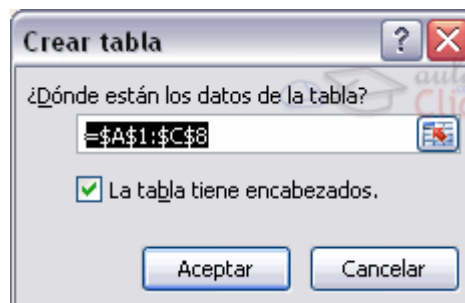 Crear tabla
¿Dónde están los datos de la tabla?
=$A$1:$C$8
La tabla tiene encabezados.
Aceptar
Cancelar